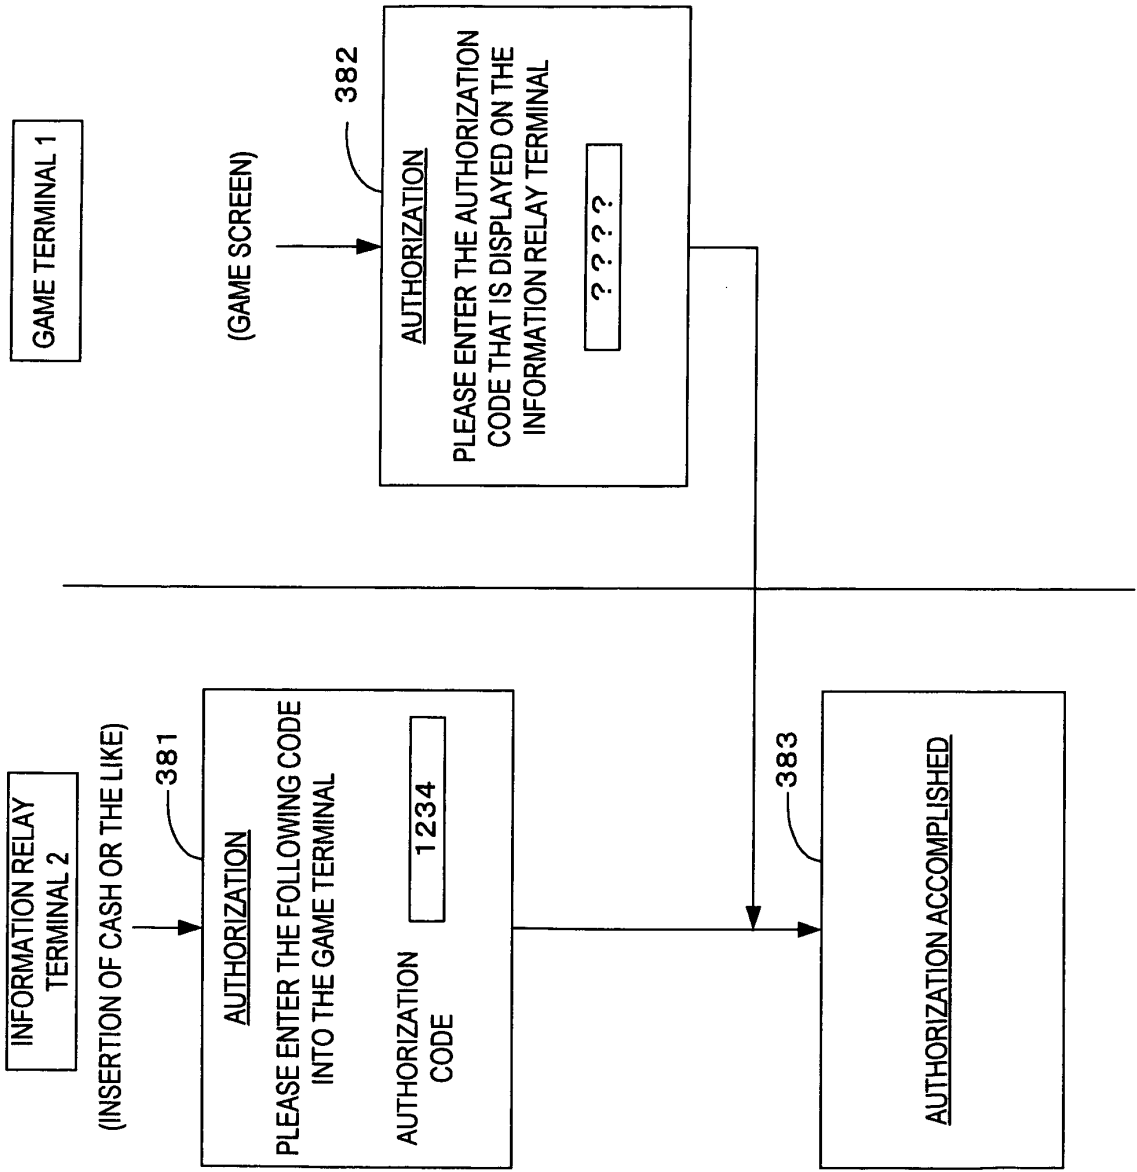 INFORMATION RELAY
TERMINAL 2
(INSERTION OF CASH OR THE LIKE)
381
AUTHORIZATION
PLEASE ENTER THE FOLLOWING CODE
INTO THE GAME TERMINAL
AUTHORIZATION
CODE
1234
383
AUTHORIZATION ACCOMPLISHED
GAME TERMINAL 1
(GAME SCREEN)
382
AUTHORIZATION
PLEASE ENTER THE AUTHORIZATION
CODE THAT IS DISPLAYED ON THE
INFORMATION RELAY TERMINAL
? ? ? ? ?